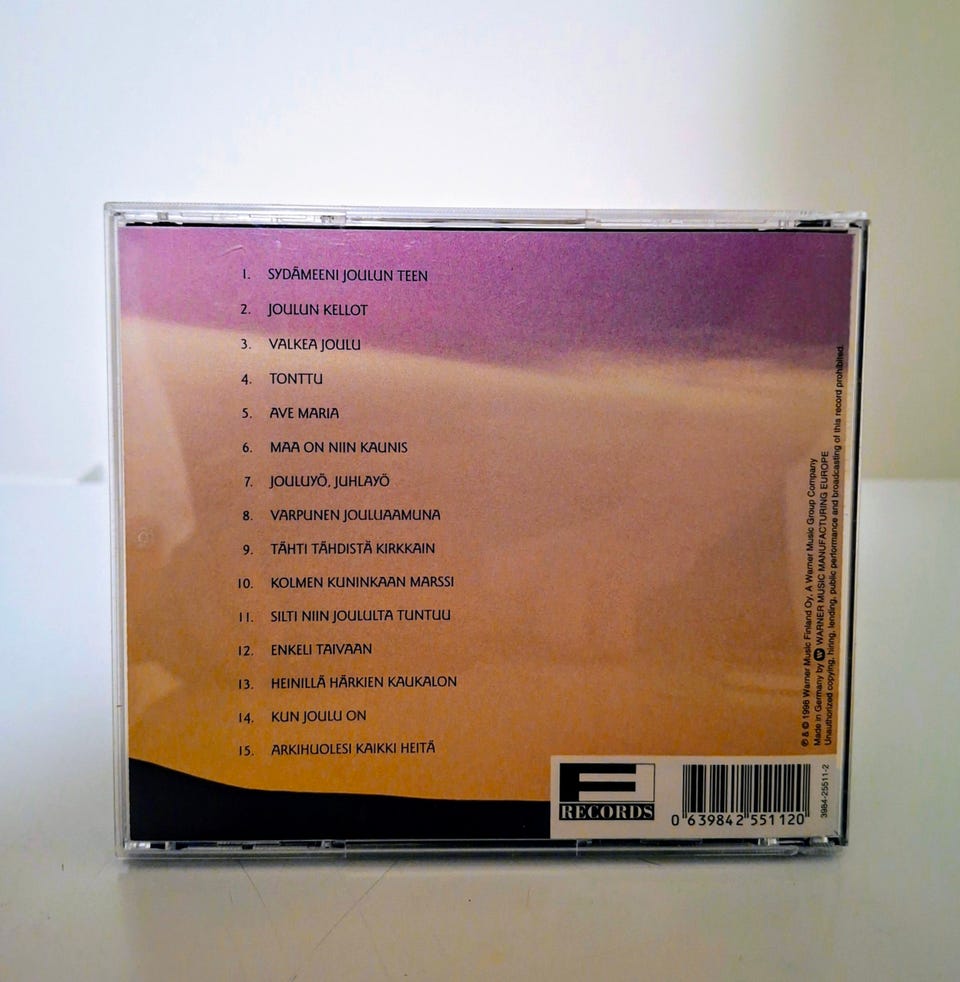 1. SYDÄMEENI JOULUN TEEN
2. JOULUN KELLOT
3. VALKEA JOULU
4. TONTTU
5. AVE MARIA
6. MAA ON NIIN KAUNIS
7. JOULUYÖ, JUHLAYÖ
8. VARPUNEN JOULUAAMUNA
9. TÄHTI TÄHDISTÄ KIRKKAIN
10. KOLMEN KUNINKAAN MARSSI
11. SILTI NIIN JOULULTA TUNTUU
12. ENKELI TAIVAAN
13. HEINILLÄ HÄRKIEN KAUKALON
14. KUN JOULU ON
15. ARKIHUOLESI KAIKKI HEITÄ
℗ & © 1998 Warner Music Finland Oy, A Warner Music Group Company
Made in Germany by W WARNER MUSIC MANUFACTURING EUROPE
Unauthorized copying, hiring, lending, public performance and broadcasting of this record prohibited.
F
RECORDS
0 639842 551120
3984-25511-2